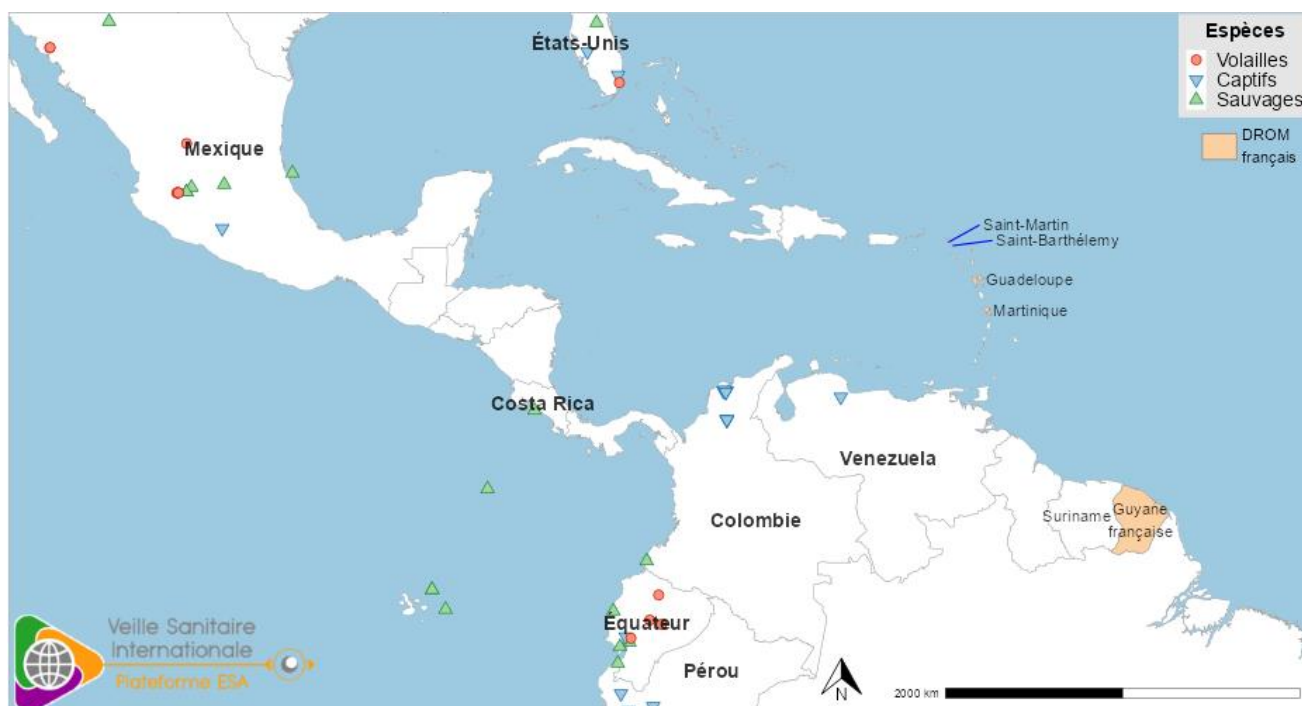 États-Unis
Espèces
Volailles
Captifs
Sauvages
DROM
français
Mexique
Saint-Martin
Saint-Barthélemy
Guadeloupe
Martinique
Costa Rica
Venezuela
Colombie
Suriname
Guyane
française
Équateur
Pérou
Veille Sanitaire
Internationale
Plateforme ESA
N
2000 km